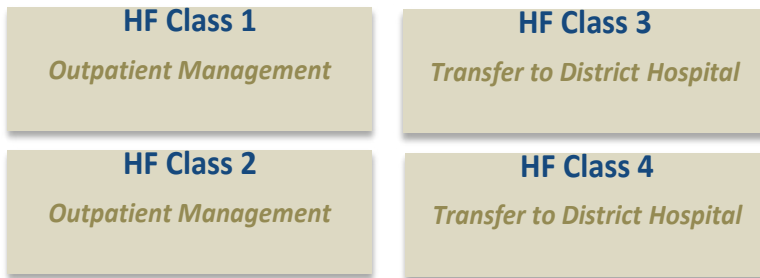 HF Class 1
Outpatient Management
HF Class 3
Transfer to District Hospital
HF Class 2
Outpatient Management
HF Class 4
Transfer to District Hospital